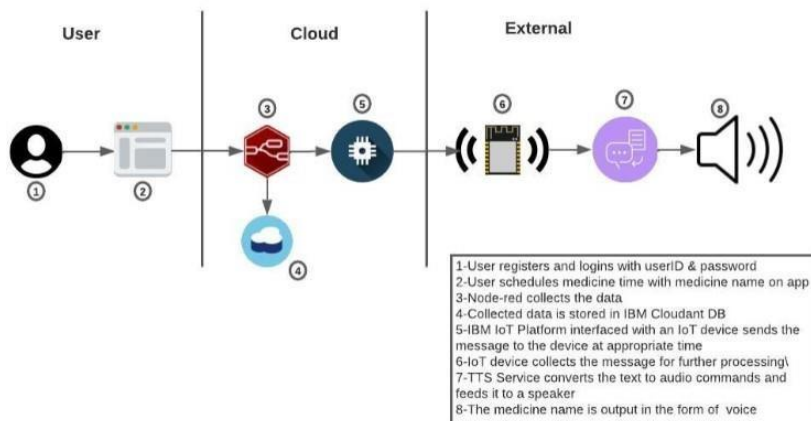 User
Cloud
External
3
5
6
7
8
1
2
4
1-User registers and logins with userID & password
2-User schedules medicine time with medicine name on app
3-Node-red collects the data
4-Collected data is stored in IBM Cloudant DB
5-IBM IoT Platform interfaced with an IoT device sends the
message to the device at appropriate time
6-IoT device collects the message for further processing\
7-TTS Service converts the text to audio commands and
feeds it to a speaker
8-The medicine name is output in the form of voice